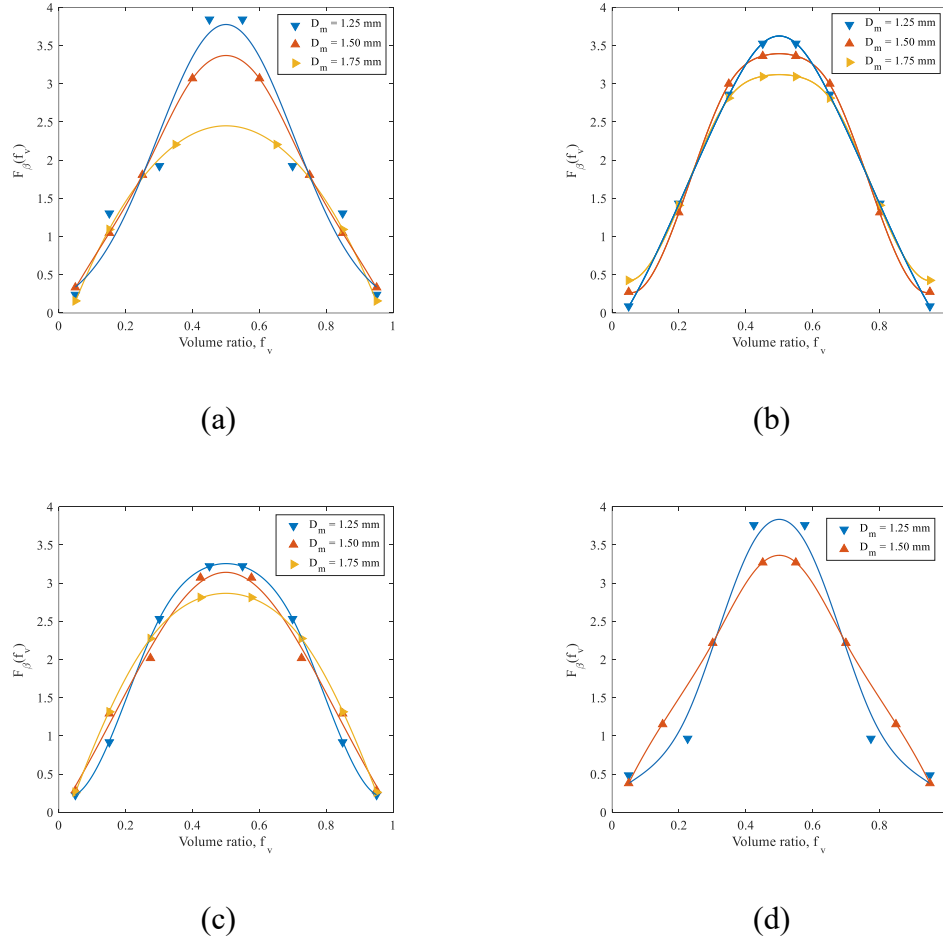 4
3.5
3
2.5
2
1.5
1
0.5
0
F_β(f_v)
0 0.2 0.4 0.6 0.8 1
Volume ratio, f_v
D_m = 1.25 mm
D_m = 1.50 mm
D_m = 1.75 mm
(a)
4
3.5
3
2.5
2
1.5
1
0.5
0
F_β(f_v)
0 0.2 0.4 0.6 0.8
Volume ratio, f_v
D_m = 1.25 mm
D_m = 1.50 mm
D_m = 1.75 mm
(b)
4
3.5
3
2.5
2
1.5
1
0.5
0
F_β(f_v)
0 0.2 0.4 0.6 0.8 1
Volume ratio, f_v
D_m = 1.25 mm
D_m = 1.50 mm
D_m = 1.75 mm
(c)
4
3.5
3
2.5
2
1.5
1
0.5
0
F_β(f_v)
0 0.2 0.4 0.6 0.8
Volume ratio, f_v
D_m = 1.25 mm
D_m = 1.50 mm
(d)